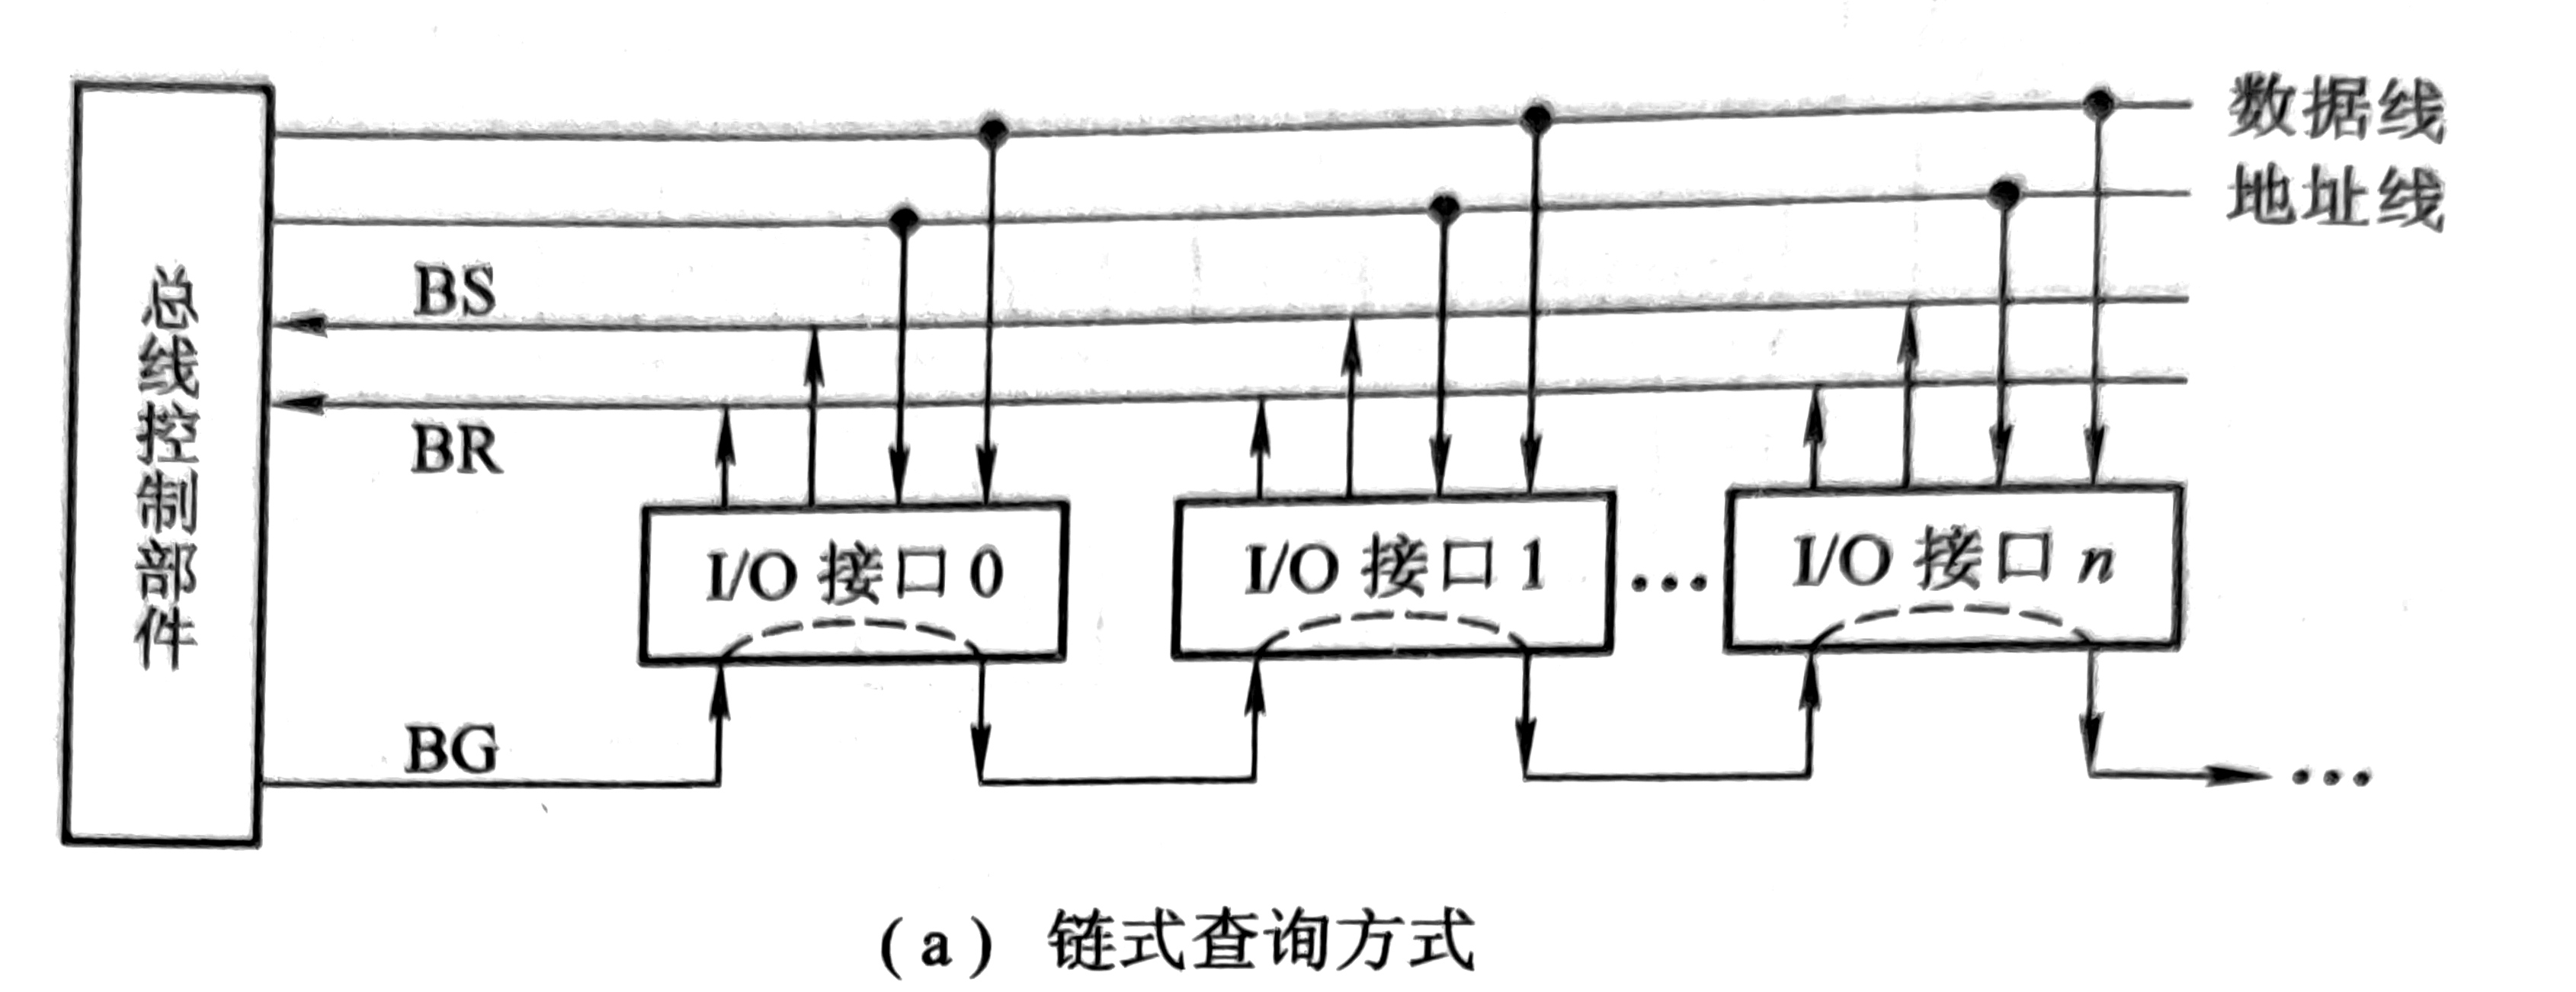 数据线
地址线
总线控制部件
BS
BR
I/O 接口 0
I/O 接口 1
…
I/O 接口 n
BG
…
(a) 链式查询方式